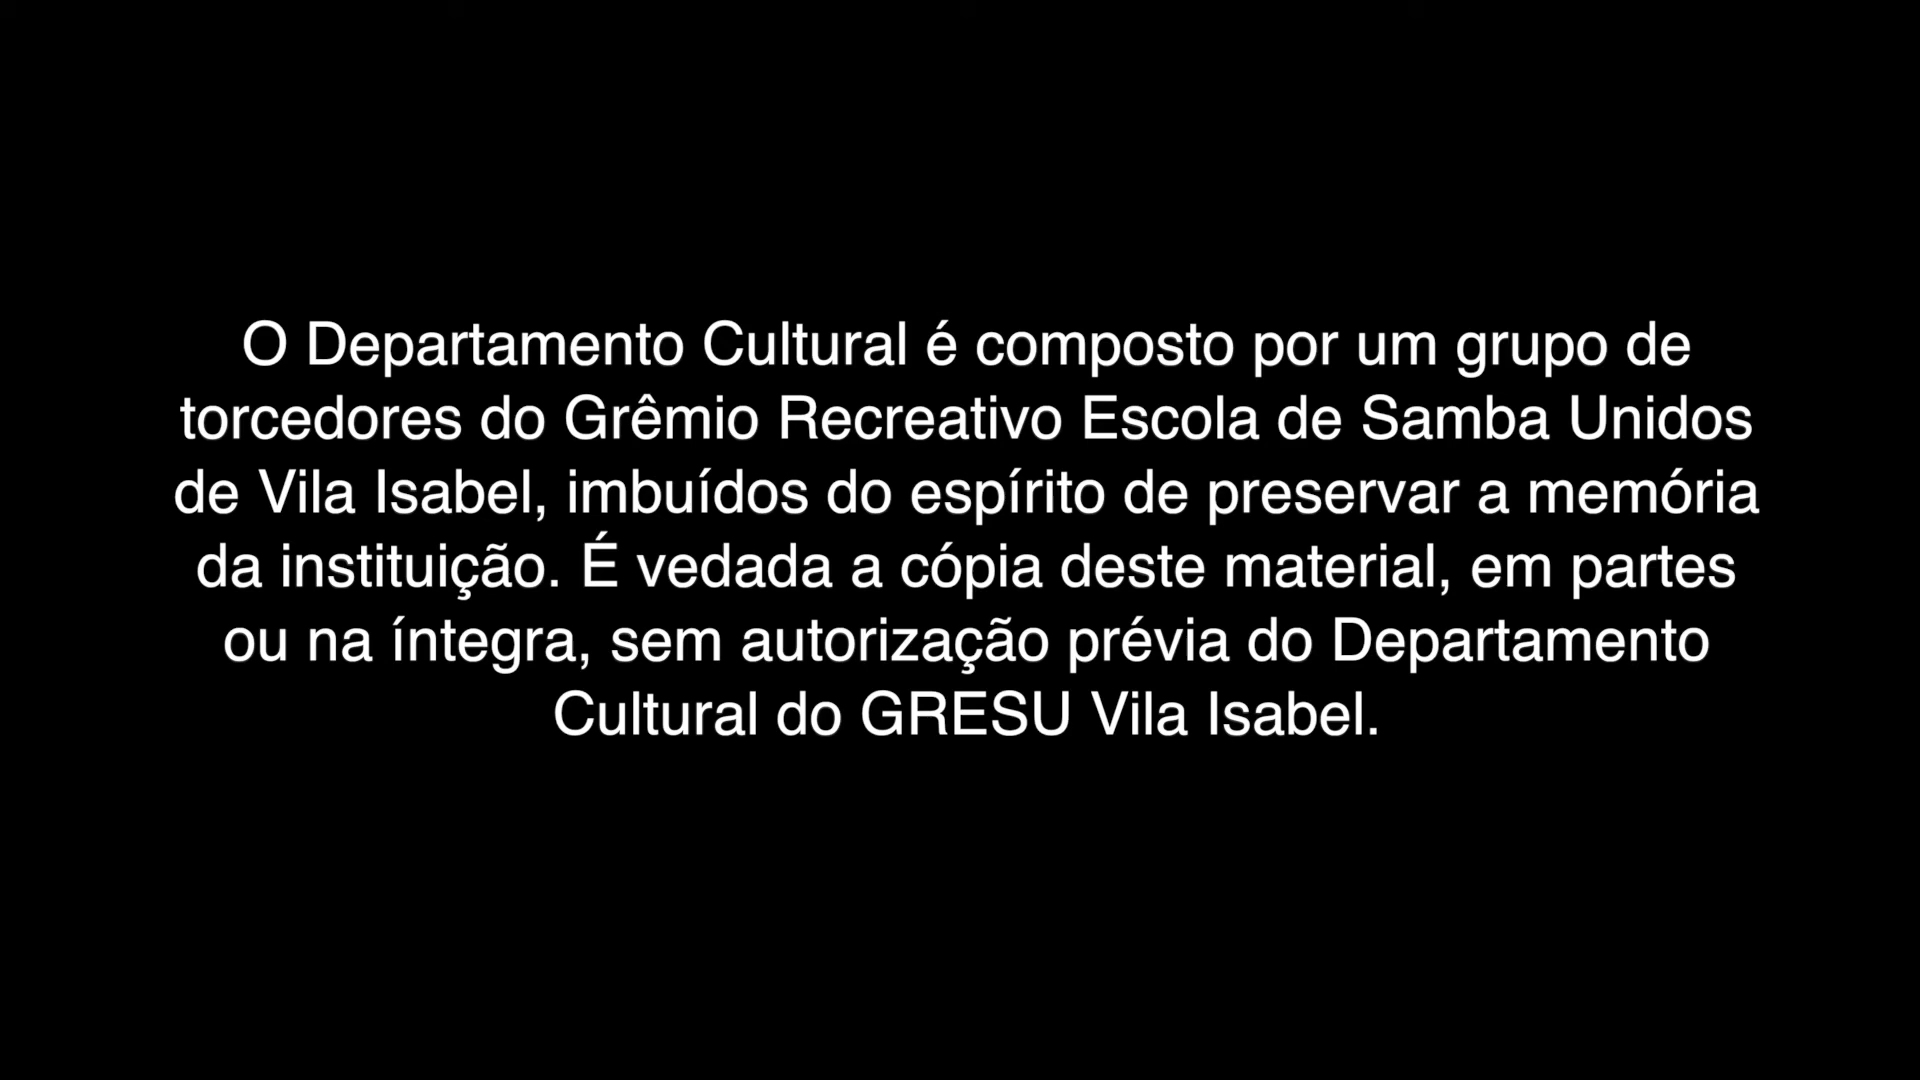 O Departamento Cultural é composto por um grupo de
torcedores do Grêmio Recreativo Escola de Samba Unidos
de Vila Isabel, imbuídos do espírito de preservar a memória
da instituição. É vedada a cópia deste material, em partes
ou na íntegra, sem autorização prévia do Departamento
Cultural do GRESU Vila Isabel.